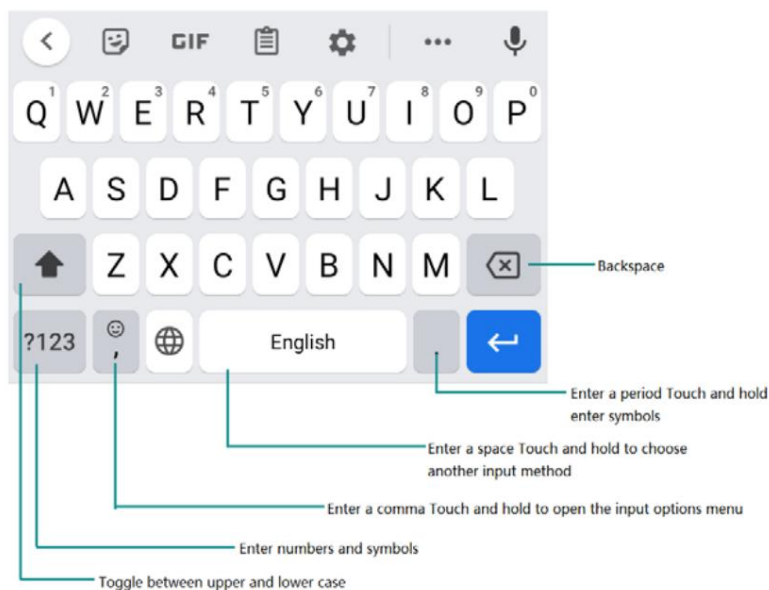 GIF
Q1 W2 E3 R4 T5 Y6 U7 I8 O9 P0
A S D F G H J K L
Z X C V B N M
Backspace
?123 , English .
Enter a period Touch and hold
enter symbols
Enter a space Touch and hold to choose
another input method
Enter a comma Touch and hold to open the input options menu
Enter numbers and symbols
Toggle between upper and lower case